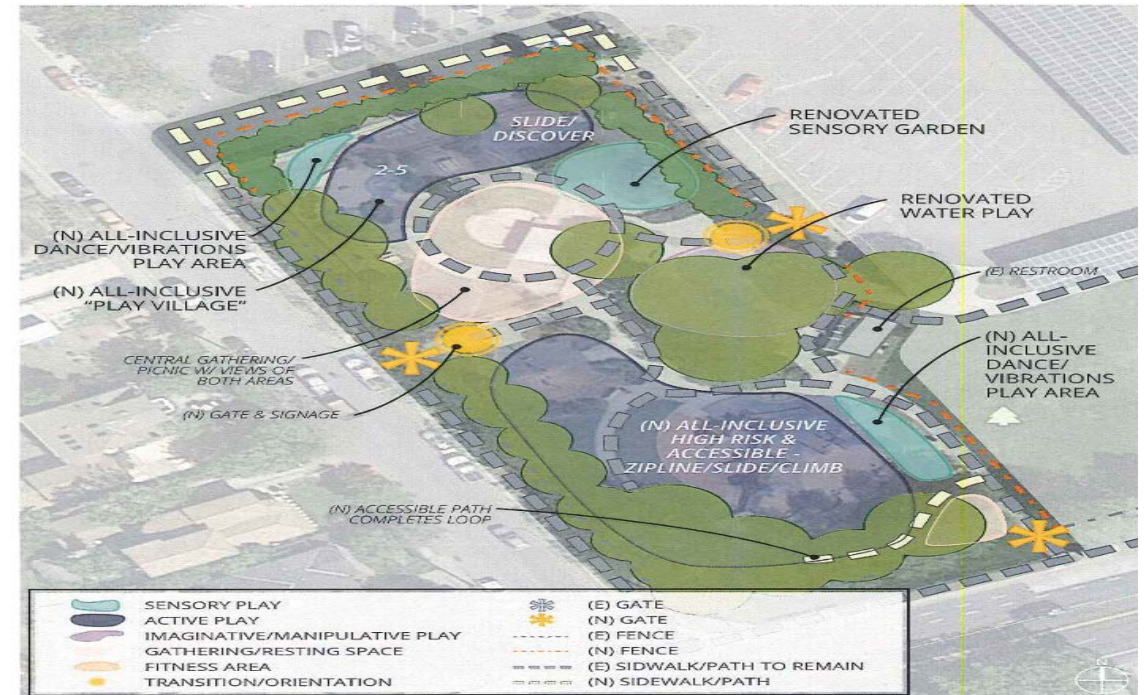 SLIDE/
DISCOVER
2-5
RENOVATED
SENSORY GARDEN
RENOVATED
WATER PLAY
(E) RESTROOM
(N) ALL-
INCLUSIVE
DANCE/
VIBRATIONS
PLAY AREA
(N) ALL-INCLUSIVE
DANCE/VIBRATIONS
PLAY AREA
(N) ALL-INCLUSIVE
"PLAY VILLAGE"
CENTRAL GATHERING/
PICNIC W/ VIEWS OF
BOTH AREAS
(N) GATE & SIGNAGE
(N) ALL-INCLUSIVE
HIGH RISK &
ACCESSIBLE -
ZIPLINE/SLIDE/CLIMB
(N) ACCESSIBLE PATH
COMPLETES LOOP
SENSORY PLAY
ACTIVE PLAY
IMAGINATIVE/MANIPULATIVE PLAY
GATHERING/RESTING SPACE
FITNESS AREA
TRANSITION/ORIENTATION
(E) GATE
(N) GATE
(E) FENCE
(N) FENCE
(E) SIDWALK/PATH TO REMAIN
(N) SIDEWALK/PATH
N